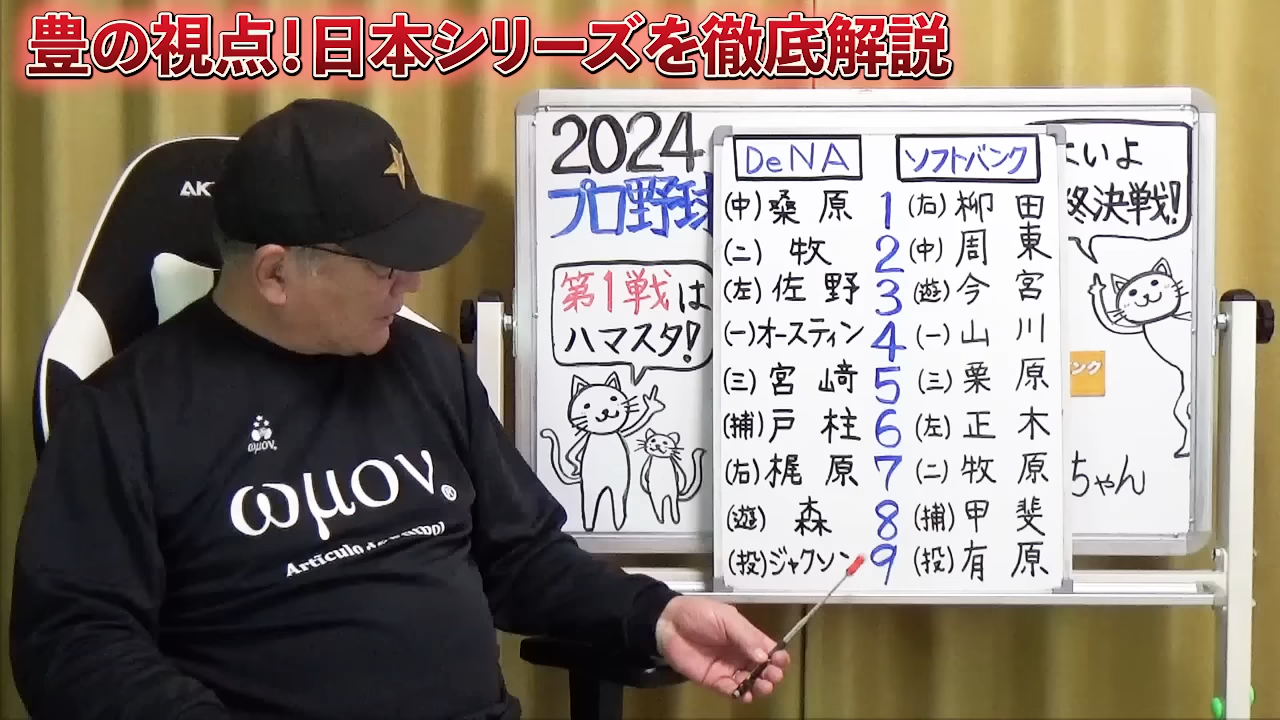 豊の視点!日本シリーズを徹底解説
2024
プロ野球
第1戦は
ハマスタ!
DeNA ソフトバンク
(中)桑原 1 (右)柳田
(二)牧 2 (中)周東
(左)佐野 3 (遊)今宮
(一)オースティン 4 (一)山川
(三)宮﨑 5 (三)栗原
(捕)戸柱 6 (左)正木
(右)梶原 7 (二)牧原
(遊)森 8 (捕)甲斐
(投)ジャクソン 9 (投)有原
よいよ
終決戦!
ンク
ちゃん
ωμον
ωμον®
Artículo